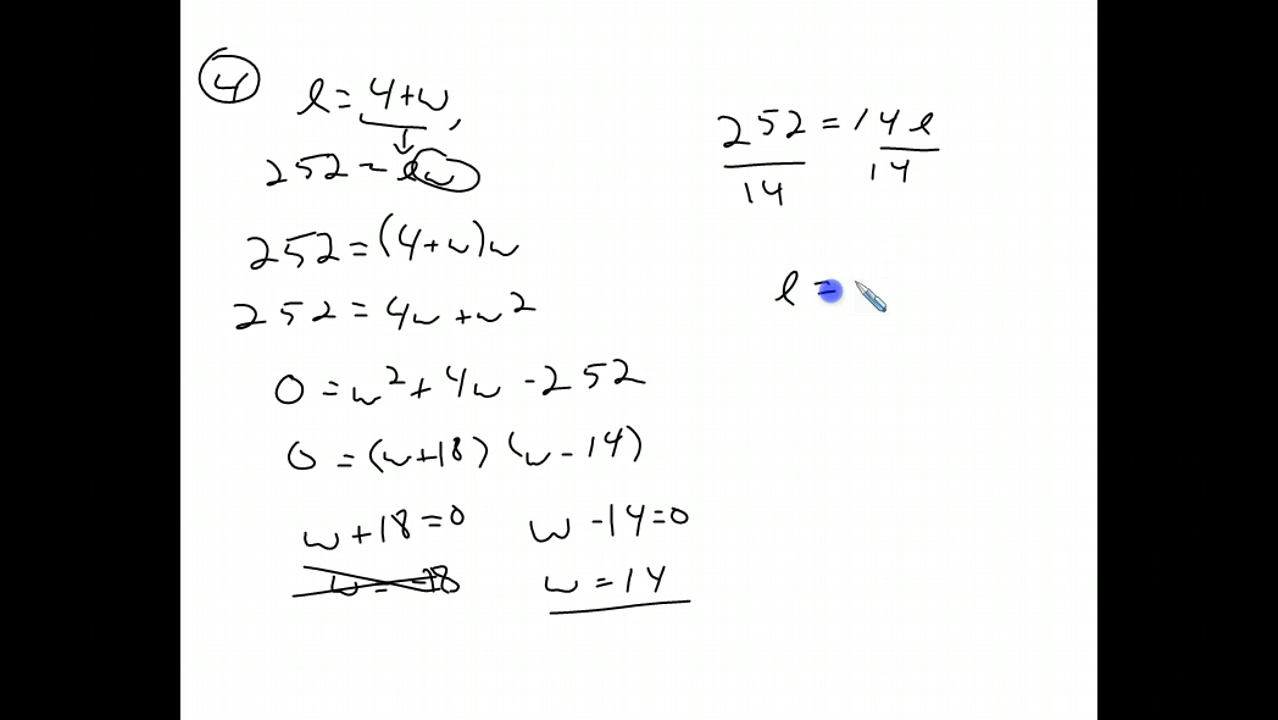 ④ l = 4+w,
252 = lw
252 = (4+w)w
252 = 4w + w²
0 = w² + 4w - 252
0 = (w+18) (w - 14)
w + 18 = 0 w - 14 = 0
w = -18 w = 14
252 = 14l
14 14
l =